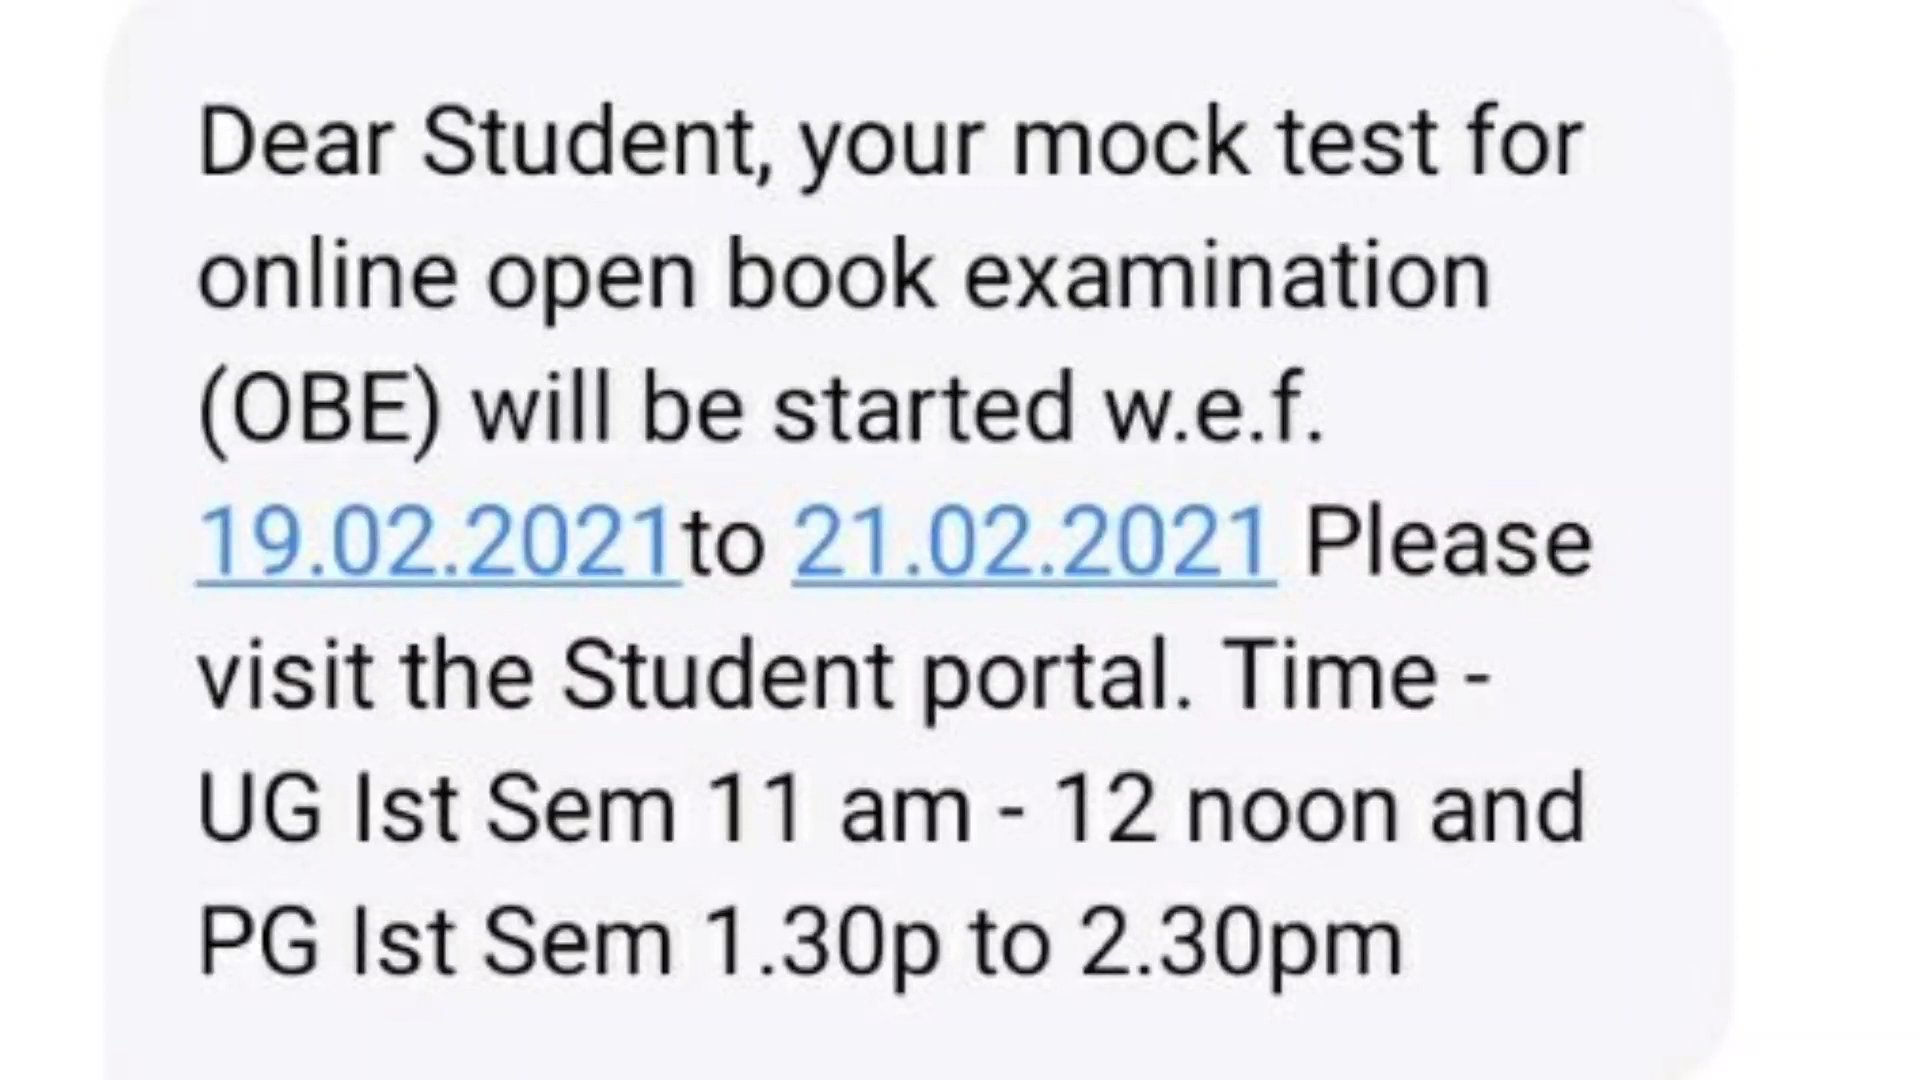 Dear Student, your mock test for
online open book examination
(OBE) will be started w.e.f.
19.02.2021to 21.02.2021 Please
visit the Student portal. Time -
UG Ist Sem 11 am - 12 noon and
PG Ist Sem 1.30p to 2.30pm